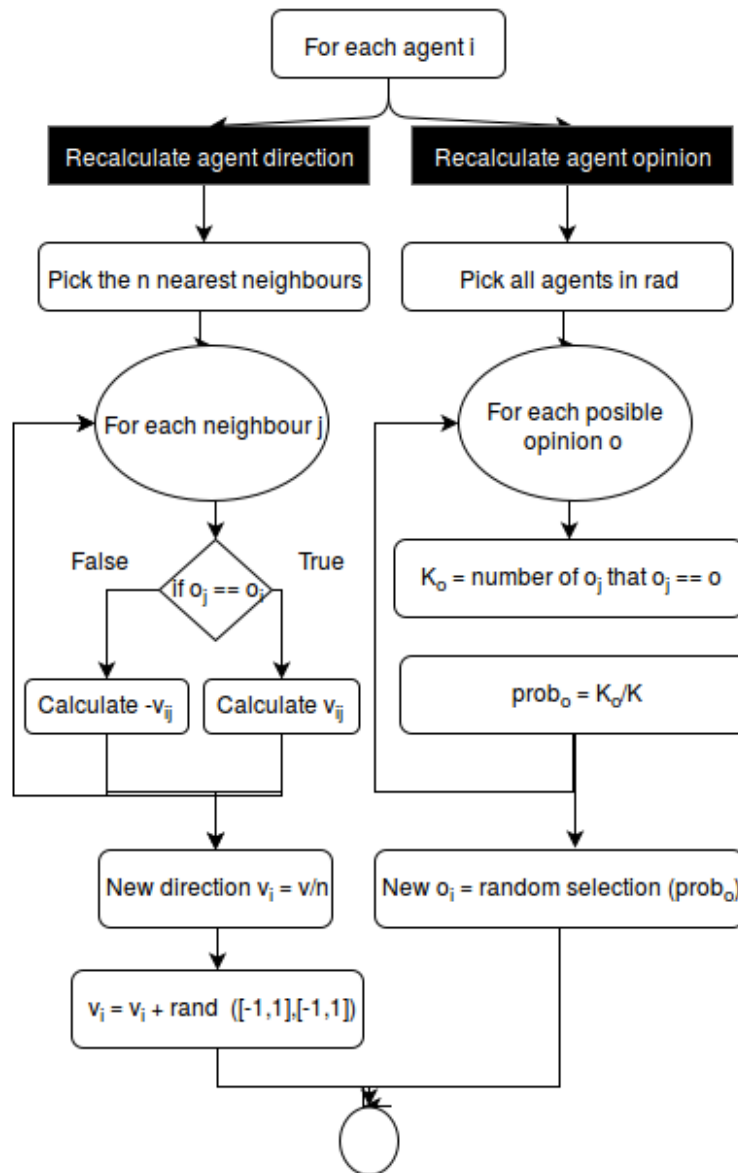 For each agent i
Recalculate agent direction
Recalculate agent opinion
Pick the n nearest neighbours
Pick all agents in rad
For each neighbour j
For each posible
opinion o
False
True
if oⱼ == oᵢ
Kₒ = number of oⱼ that oⱼ == o
Calculate -vᵢⱼ
Calculate vᵢⱼ
probₒ = Kₒ/K
New direction vᵢ = v/n
New oᵢ = random selection (probₒ)
vᵢ = vᵢ + rand ([-1,1],[-1,1])